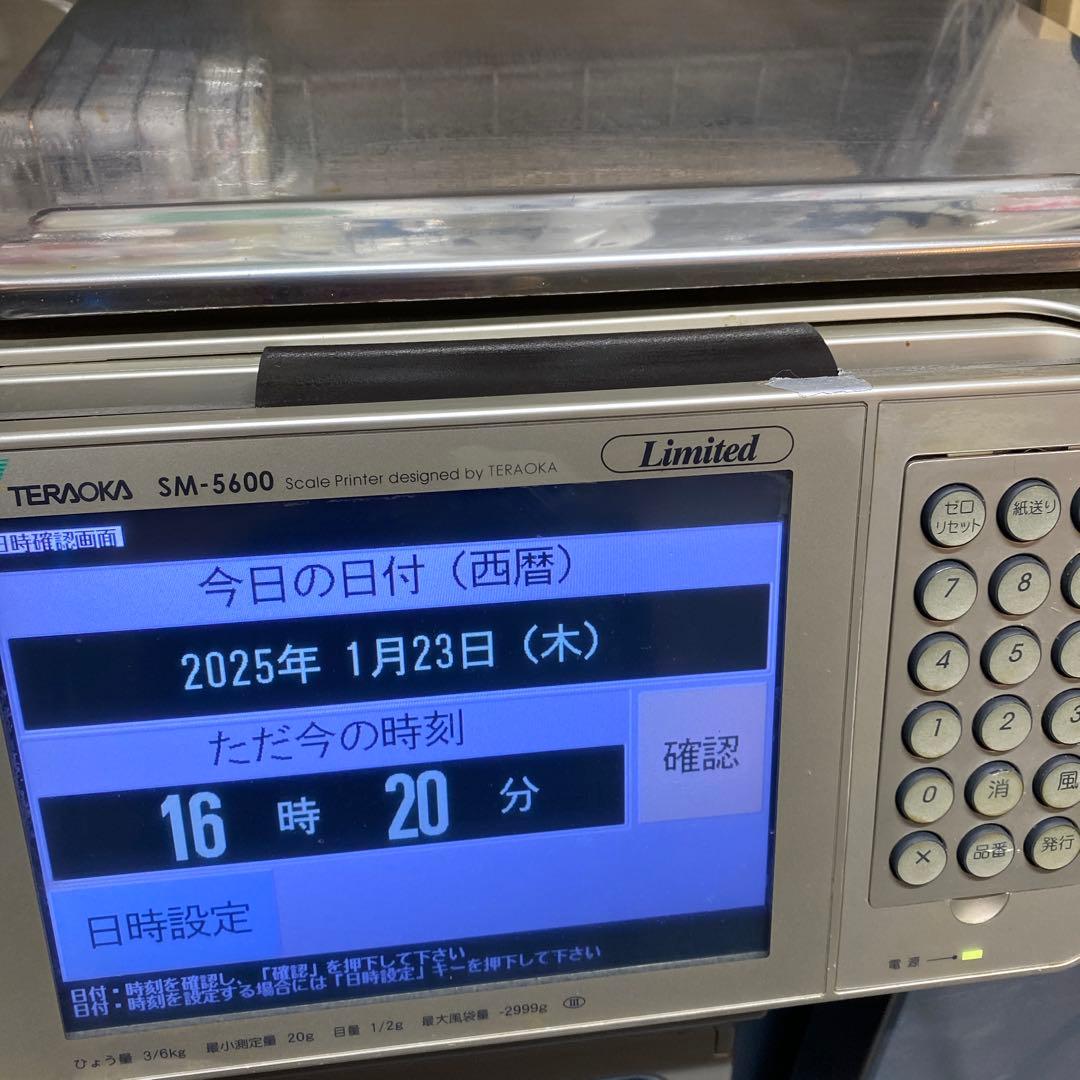 TERAOKA SM-5600 Scale Printer designed by TERAOKA Limited
日時確認画面
今日の日付（西暦）
2025年 1月23日（木）
ただ今の時刻
16 時 20 分
確認
日時設定
日付・時刻を確認し、「確認」を押下して下さい
日付・時刻を設定する場合には「日時設定」キーを押下して下さい
ひょう量 3/6kg 最小測定量 20g 目量 1/2g 最大風袋量 -2999g III
ゼロリセット 紙送り
7 8
4 5
1 2 3
0 消 風
× 品番 発行
電源